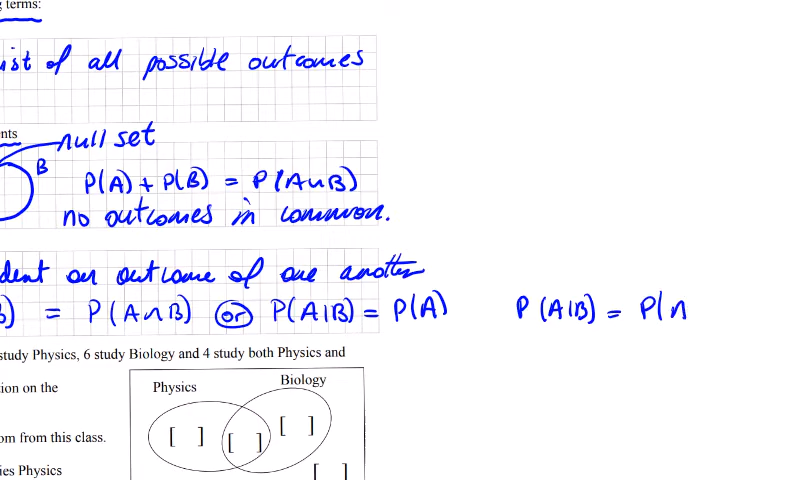 g terms:
ist of all possible outcomes
nts
null set
B
P(A) + P(B) = P(A∩B)
no outcomes in common.
dent on outcome of one another
B) = P(A∩B) or P(A|B) = P(A) P(A|B) = P(n
study Physics, 6 study Biology and 4 study both Physics and
tion on the
Physics Biology
[ ] [ ] [ ]
om from this class.
ies Physics
[ ]